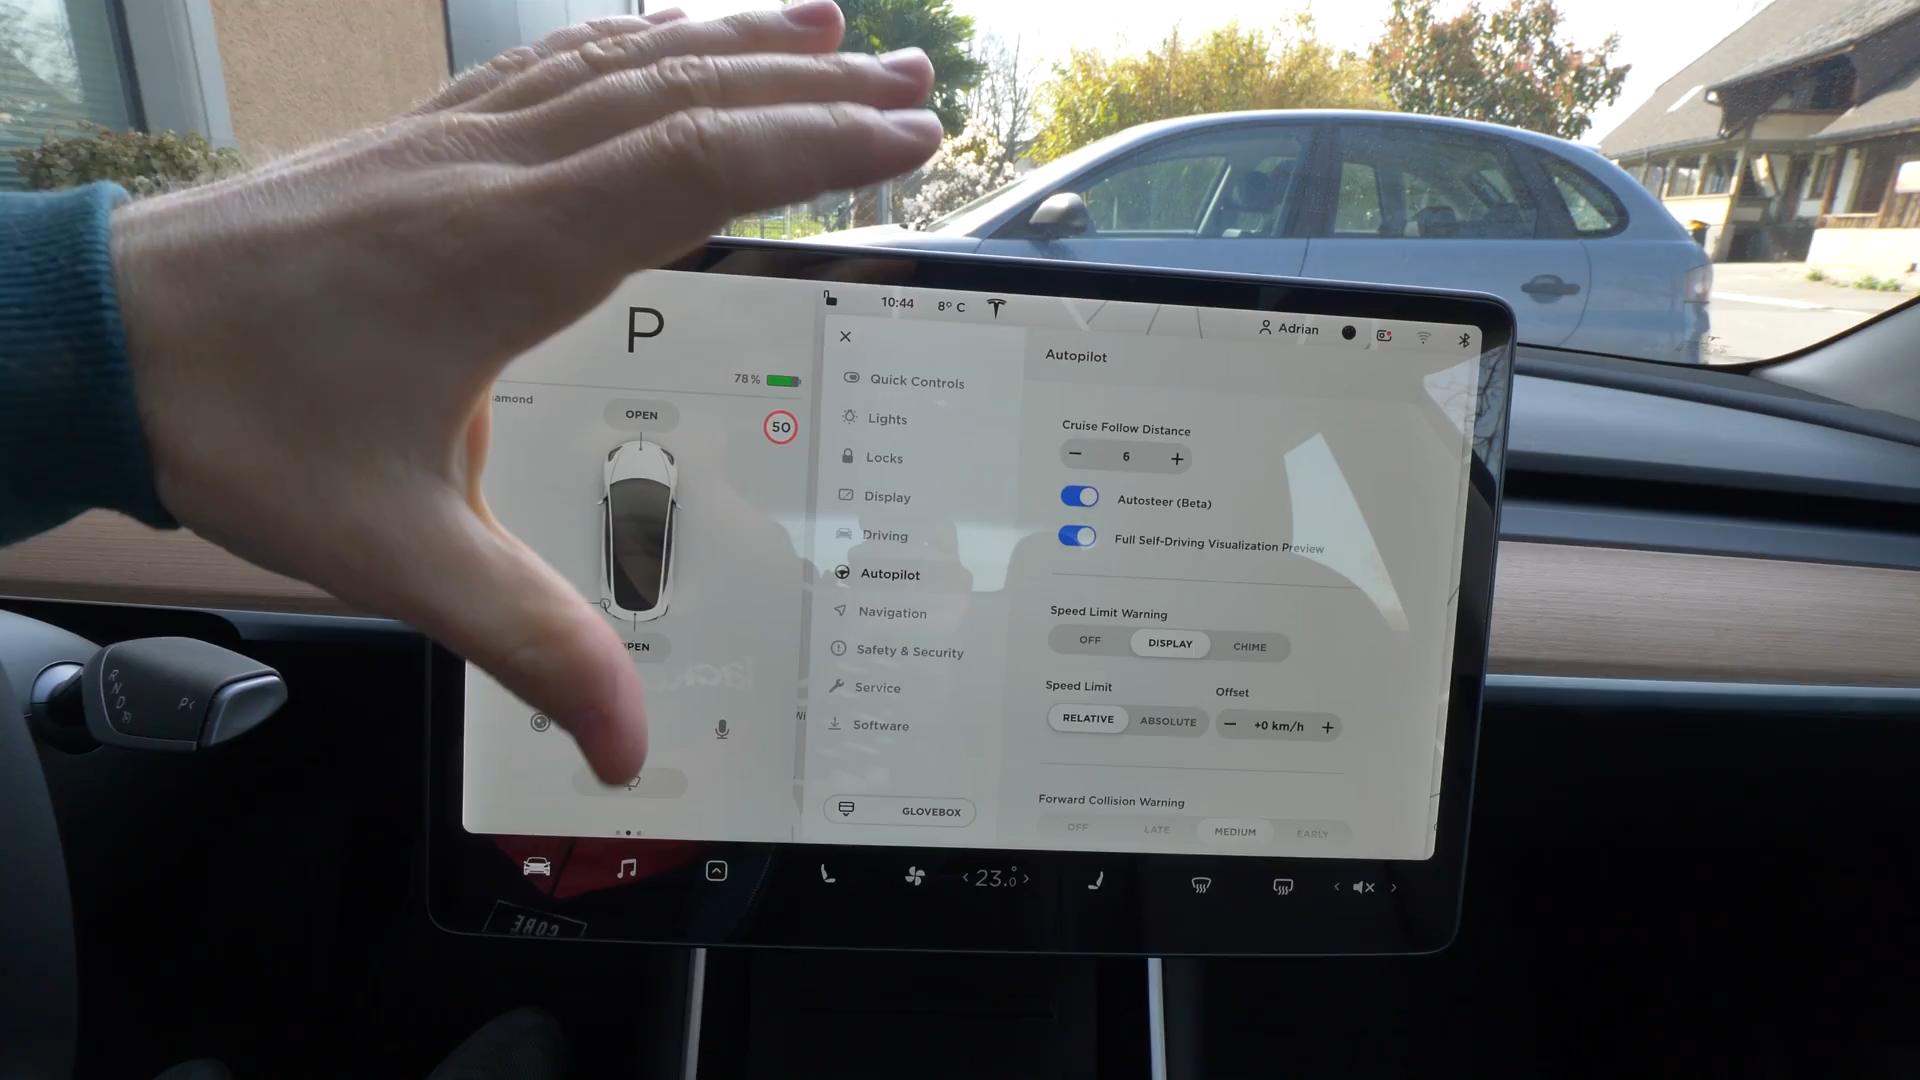 P
10:44 8° C
Adrian
78 %
amond
OPEN
50
PEN
Quick Controls
Lights
Locks
Display
Driving
Autopilot
Navigation
Safety & Security
Service
Software
GLOVEBOX
Autopilot
Cruise Follow Distance
− 6 +
Autosteer (Beta)
Full Self-Driving Visualization Preview
Speed Limit Warning
OFF DISPLAY CHIME
Speed Limit Offset
RELATIVE ABSOLUTE − +0 km/h +
Forward Collision Warning
OFF LATE MEDIUM EARLY
< 23.0° >
R
N
D
P<
CORE